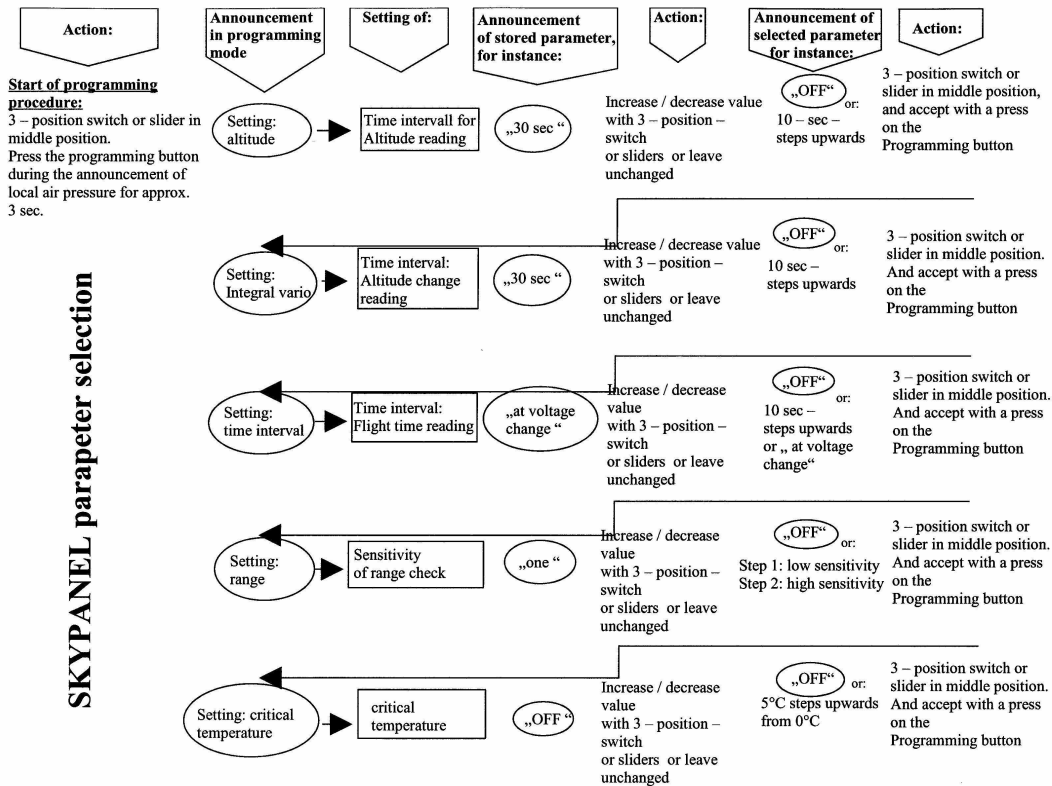 Action:
Announcement
in programming
mode
Setting of:
Announcement
of stored parameter,
for instance:
Action:
Announcement of
selected parameter
for instance:
Action:
Start of programming
procedure:
3 – position switch or slider in
middle position.
Press the programming button
during the announcement of
local air pressure for approx.
3 sec.
Setting:
altitude
Time intervall for
Altitude reading
„30 sec “
Increase / decrease value
with 3 – position –
switch
or sliders or leave
unchanged
„OFF“
or:
10 – sec –
steps upwards
3 – position switch or
slider in middle position,
and accept with a press
on the
Programming button
Setting:
Integral vario
Time interval:
Altitude change
reading
„30 sec “
Increase / decrease value
with 3 – position –
switch
or sliders or leave
unchanged
„OFF“
or:
10 sec –
steps upwards
3 – position switch or
slider in middle position.
And accept with a press
on the
Programming button
Setting:
time interval
Time interval:
Flight time reading
„at voltage
change “
Increase / decrease
value
with 3 – position –
switch
or sliders or leave
unchanged
„OFF“
or:
10 sec –
steps upwards
or „ at voltage
change“
3 – position switch or
slider in middle position.
And accept with a press
on the
Programming button
Setting:
range
Sensitivity
of range check
„one “
Increase / decrease
value
with 3 – position –
switch
or sliders or leave
unchanged
„OFF“
or:
Step 1: low sensitivity
Step 2: high sensitivity
3 – position switch or
slider in middle position.
And accept with a press
on the
Programming button
Setting: critical
temperature
critical
temperature
„OFF “
Increase / decrease
value
with 3 – position –
switch
or sliders or leave
unchanged
„OFF“
or:
5°C steps upwards
from 0°C
3 – position switch or
slider in middle position.
And accept with a press
on the
Programming button
SKYPANEL parapeter selection